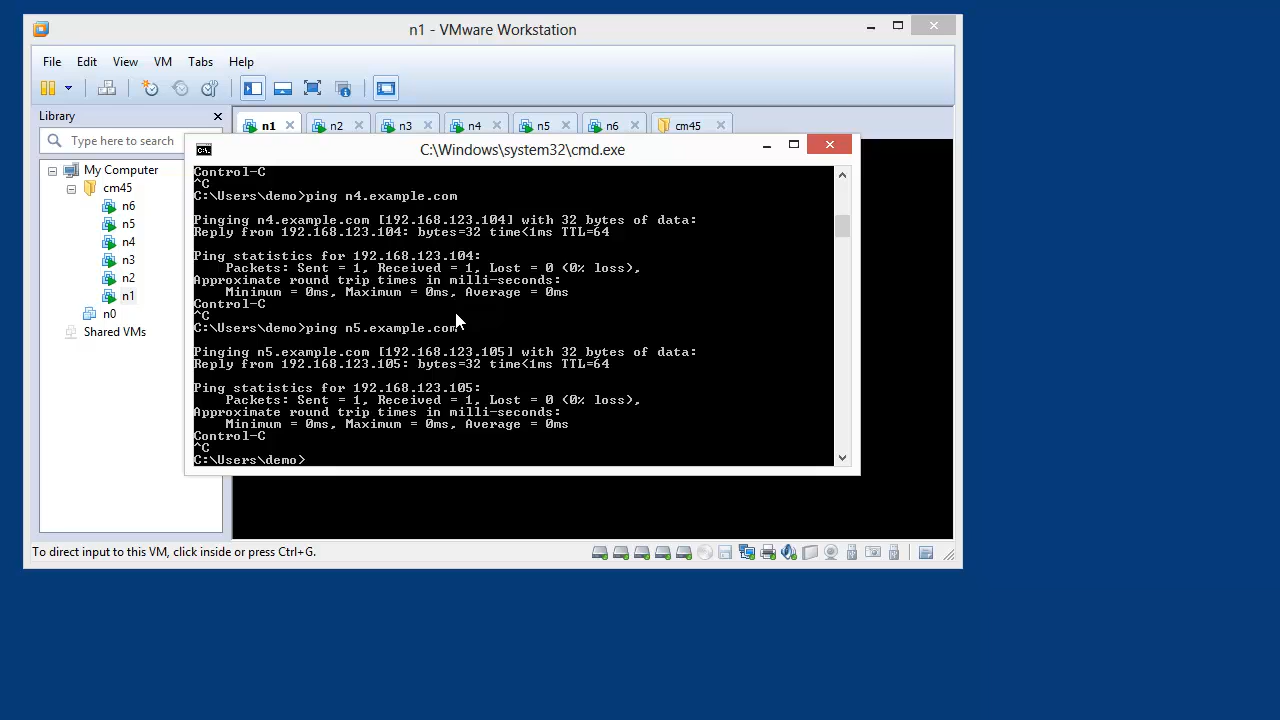 n1 - VMware Workstation
File Edit View VM Tabs Help
Library
Type here to search
n1 n2 n3 n4 n5 n6 cm45
My Computer
cm45
n6
n5
n4
n3
n2
n1
n0
Shared VMs
C:\Windows\system32\cmd.exe
Control-C
^C
C:\Users\demo>ping n4.example.com
Pinging n4.example.com [192.168.123.104] with 32 bytes of data:
Reply from 192.168.123.104: bytes=32 time<1ms TTL=64
Ping statistics for 192.168.123.104:
Packets: Sent = 1, Received = 1, Lost = 0 (0% loss),
Approximate round trip times in milli-seconds:
Minimum = 0ms, Maximum = 0ms, Average = 0ms
Control-C
^C
C:\Users\demo>ping n5.example.com
Pinging n5.example.com [192.168.123.105] with 32 bytes of data:
Reply from 192.168.123.105: bytes=32 time<1ms TTL=64
Ping statistics for 192.168.123.105:
Packets: Sent = 1, Received = 1, Lost = 0 (0% loss),
Approximate round trip times in milli-seconds:
Minimum = 0ms, Maximum = 0ms, Average = 0ms
Control-C
^C
C:\Users\demo>
To direct input to this VM, click inside or press Ctrl+G.